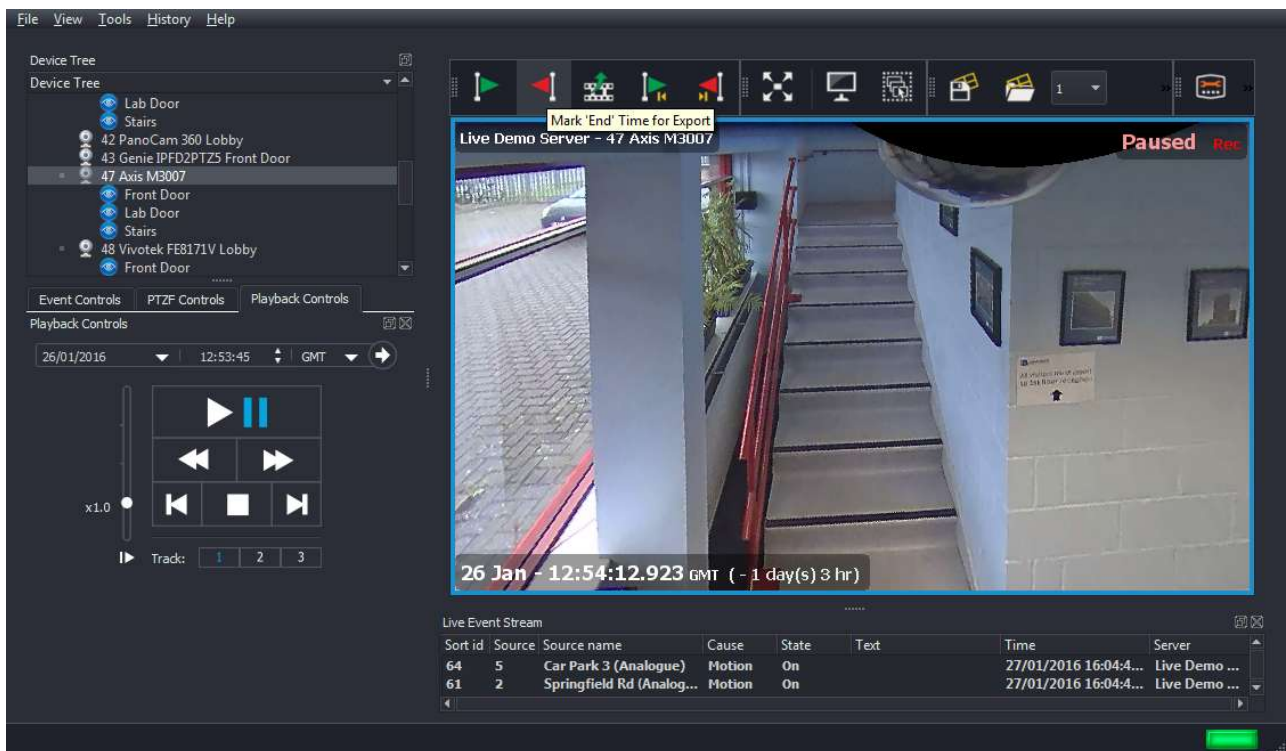 File View Tools History Help
Device Tree
Device Tree
Lab Door
Stairs
42 PanoCam 360 Lobby
43 Genie IPFD2PTZ5 Front Door
47 Axis M3007
Front Door
Lab Door
Stairs
48 Vivotek FE8171V Lobby
Front Door
Event Controls PTZF Controls Playback Controls
Playback Controls
26/01/2016 12:53:45 GMT
x1.0
Track: 1 2 3
1
Mark 'End' Time for Export
Live Demo Server - 47 Axis M3007
Paused Rec
26 Jan - 12:54:12.923 GMT ( - 1 day(s) 3 hr)
Live Event Stream
Sort id Source Source name Cause State Text Time Server
64 5 Car Park 3 (Analogue) Motion On 27/01/2016 16:04:4... Live Demo ...
61 2 Springfield Rd (Analog... Motion On 27/01/2016 16:04:4... Live Demo ...